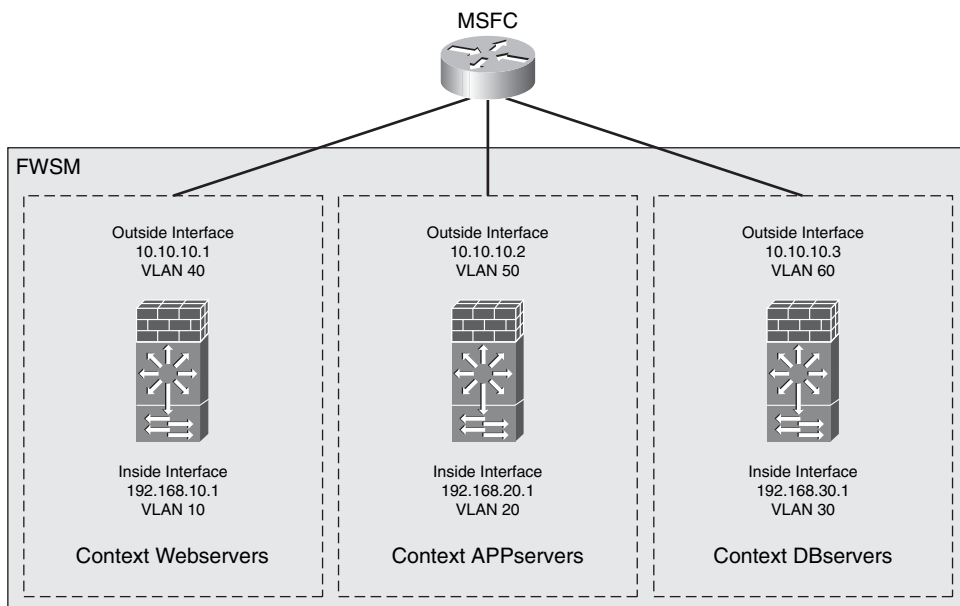 MSFC
FWSM
Outside Interface
10.10.10.1
VLAN 40
Inside Interface
192.168.10.1
VLAN 10
Context Webservers
Outside Interface
10.10.10.2
VLAN 50
Inside Interface
192.168.20.1
VLAN 20
Context APPservers
Outside Interface
10.10.10.3
VLAN 60
Inside Interface
192.168.30.1
VLAN 30
Context DBservers